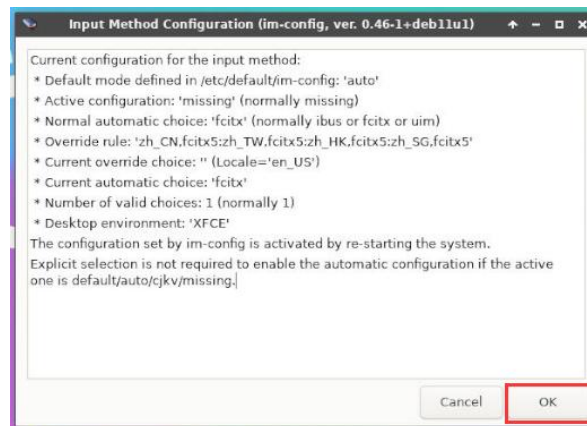 Input Method Configuration (im-config, ver. 0.46-1+deb11u1)
Current configuration for the input method:
* Default mode defined in /etc/default/im-config: 'auto'
* Active configuration: 'missing' (normally missing)
* Normal automatic choice: 'fcitx' (normally ibus or fcitx or uim)
* Override rule: 'zh_CN,fcitx5:zh_TW,fcitx5:zh_HK,fcitx5:zh_SG,fcitx5'
* Current override choice: '' (Locale='en_US')
* Current automatic choice: 'fcitx'
* Number of valid choices: 1 (normally 1)
* Desktop environment: 'XFCE'
The configuration set by im-config is activated by re-starting the system.
Explicit selection is not required to enable the automatic configuration if the active
one is default/auto/cjkv/missing.
Cancel
OK